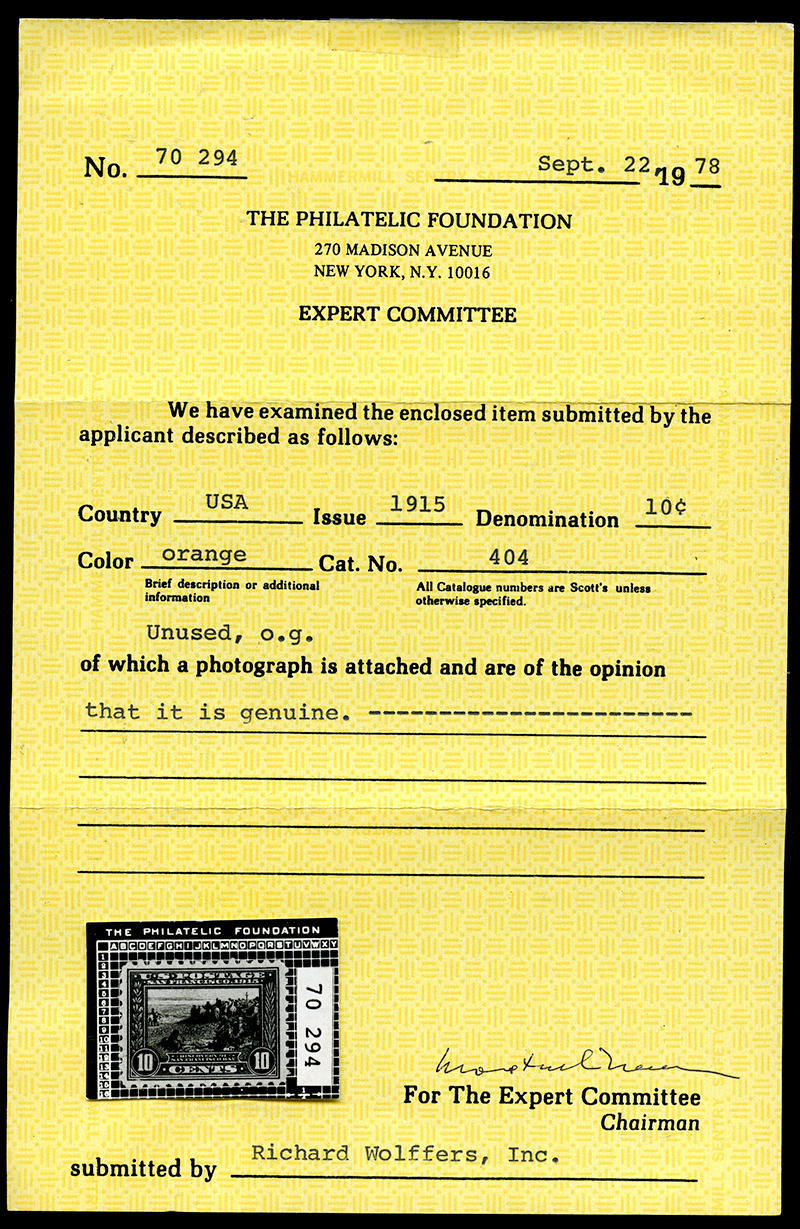 No. 70 294 Sept. 22, 19 78
THE PHILATELIC FOUNDATION
270 MADISON AVENUE
NEW YORK, N.Y. 10016
EXPERT COMMITTEE
We have examined the enclosed item submitted by the
applicant described as follows:
Country USA Issue 1915 Denomination 10¢
Color orange Cat. No. 404
Brief description or additional
information
All Catalogue numbers are Scott's unless
otherwise specified.
Unused, o.g.
of which a photograph is attached and are of the opinion
that it is genuine. -----------------------
THE PHILATELIC FOUNDATION
A B C D E F G H I J K L M N O P Q R S T U V W X Y
U.S. POSTAGE
SAN FRANCISCO, 1915
10 10
CENTS
70 294
For The Expert Committee
Chairman
submitted by Richard Wolffers, Inc.